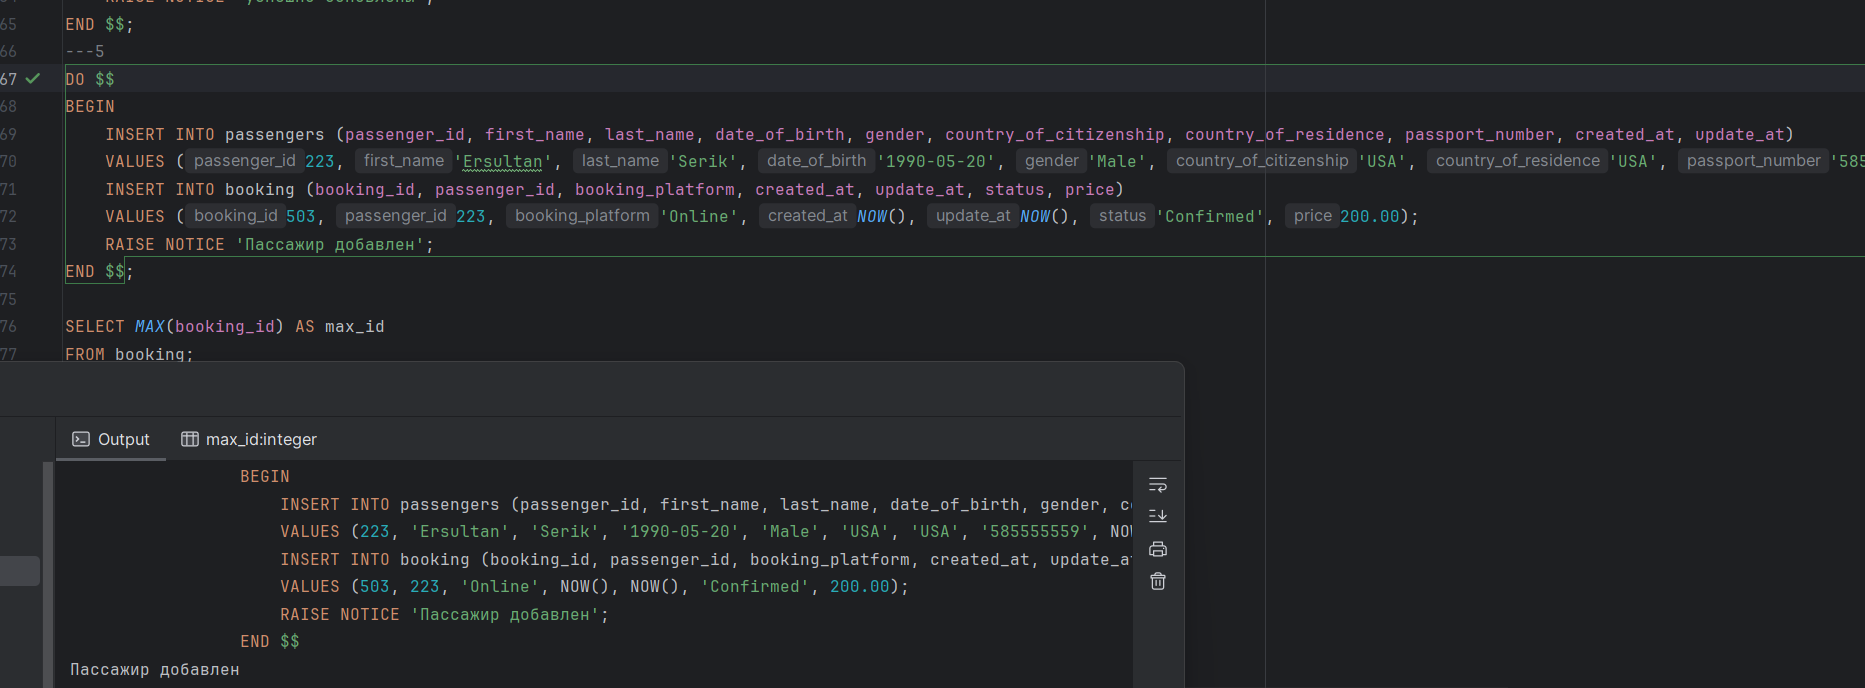 65 END $$;
66 ---5
67 DO $$
68 BEGIN
69 INSERT INTO passengers (passenger_id, first_name, last_name, date_of_birth, gender, country_of_citizenship, country_of_residence, passport_number, created_at, update_at)
70 VALUES ( passenger_id 223, first_name 'Ersultan', last_name 'Serik', date_of_birth '1990-05-20', gender 'Male', country_of_citizenship 'USA', country_of_residence 'USA', passport_number '585
71 INSERT INTO booking (booking_id, passenger_id, booking_platform, created_at, update_at, status, price)
72 VALUES ( booking_id 503, passenger_id 223, booking_platform 'Online', created_at NOW(), update_at NOW(), status 'Confirmed', price 200.00);
73 RAISE NOTICE 'Пассажир добавлен';
74 END $$;
75
76 SELECT MAX(booking_id) AS max_id
77 FROM booking;
Output max_id:integer
BEGIN
INSERT INTO passengers (passenger_id, first_name, last_name, date_of_birth, gender, c
VALUES (223, 'Ersultan', 'Serik', '1990-05-20', 'Male', 'USA', 'USA', '585555559', NOW
INSERT INTO booking (booking_id, passenger_id, booking_platform, created_at, update_at
VALUES (503, 223, 'Online', NOW(), NOW(), 'Confirmed', 200.00);
RAISE NOTICE 'Пассажир добавлен';
END $$
Пассажир добавлен